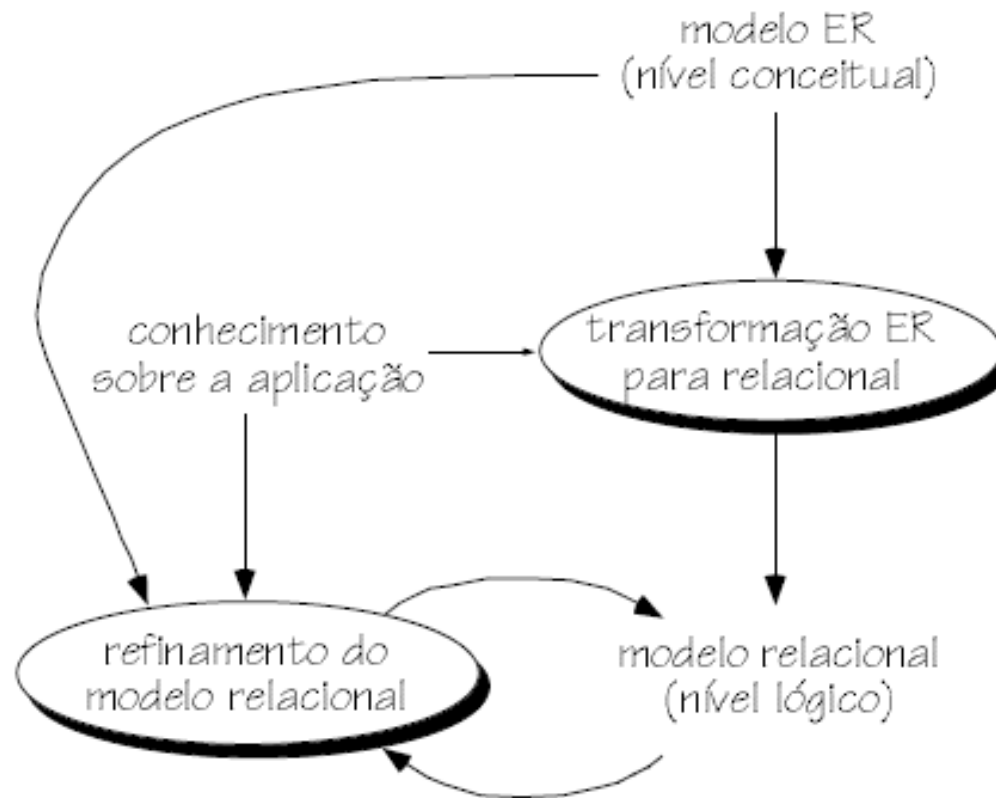 modelo ER
(nível conceitual)
conhecimento
sobre a aplicação
transformação ER
para relacional
refinamento do
modelo relacional
modelo relacional
(nível lógico)